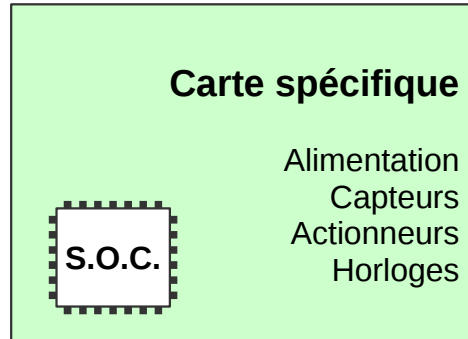 Carte spécifique
Alimentation
Capteurs
Actionneurs
Horloges
S.O.C.